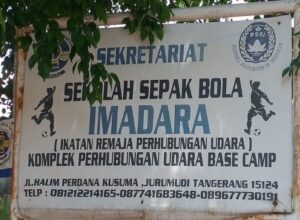 SEKRETARIAT
SEKOLAH SEPAK BOLA
IMADARA
( IKATAN REMAJA PERHUBUNGAN UDARA )
KOMPLEK PERHUBUNGAN UDARA BASE CAMP
JL.HALIM PERDANA KUSUMA ,JURUMUDI TANGERANG 15124
TELP : 081212214165-087741683648-089677730191
PSSI